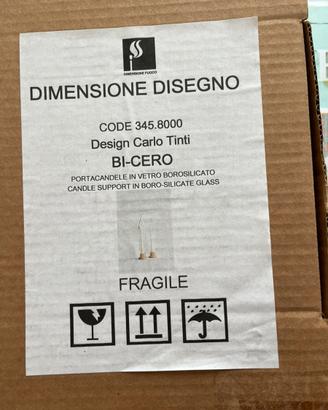 DIMENSIONE FUOCO
DIMENSIONE DISEGNO
CODE 345.8000
Design Carlo Tinti
BI-CERO
PORTACANDELE IN VETRO BOROSILICATO
CANDLE SUPPORT IN BORO-SILICATE GLASS
FRAGILE